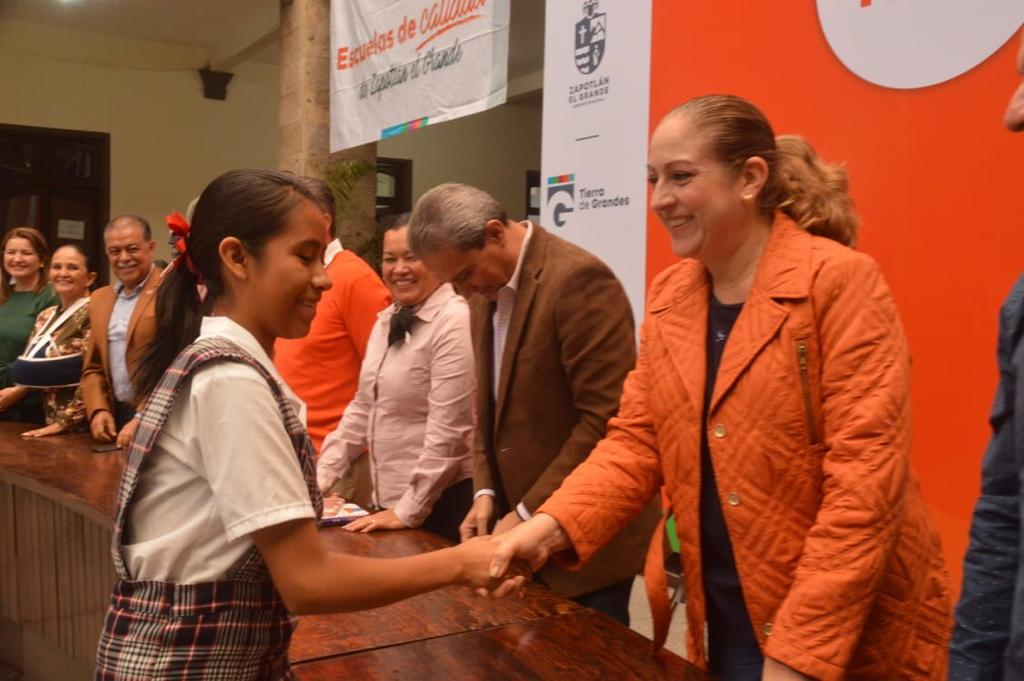 Escuelas de calidad
de Zapotlán el Grande
ZAPOTLÁN
EL GRANDE
Tierra
de Grandes